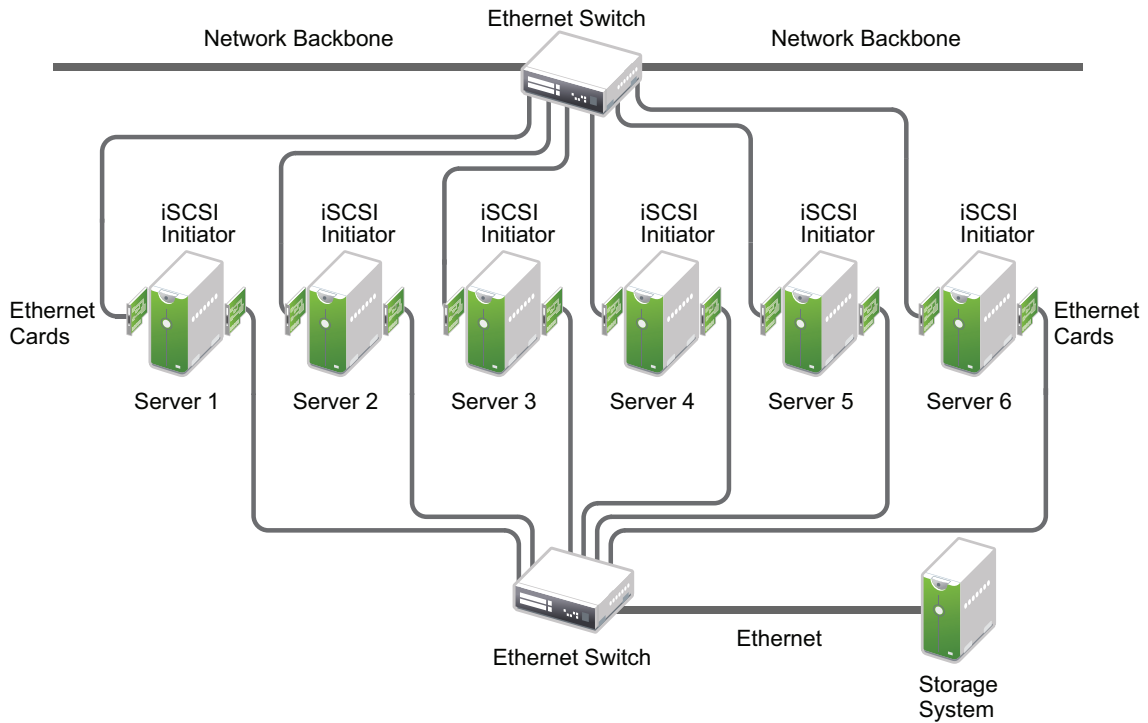 Ethernet Switch
Network Backbone
Network Backbone
iSCSI
Initiator
iSCSI
Initiator
iSCSI
Initiator
iSCSI
Initiator
iSCSI
Initiator
iSCSI
Initiator
Ethernet
Cards
Ethernet
Cards
Server 1
Server 2
Server 3
Server 4
Server 5
Server 6
Ethernet
Ethernet Switch
Storage
System